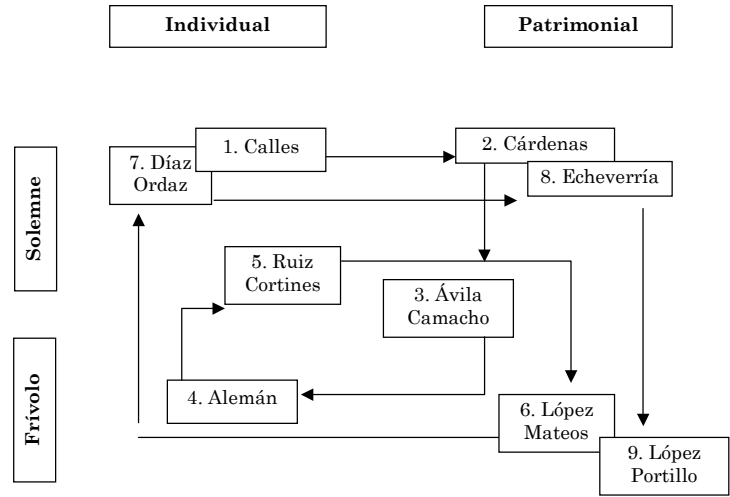 Individual
Patrimonial
Solemne
Frívolo
1. Calles
2. Cárdenas
7. Díaz
Ordaz
8. Echeverría
5. Ruiz
Cortines
3. Ávila
Camacho
4. Alemán
6. López
Mateos
9. López
Portillo